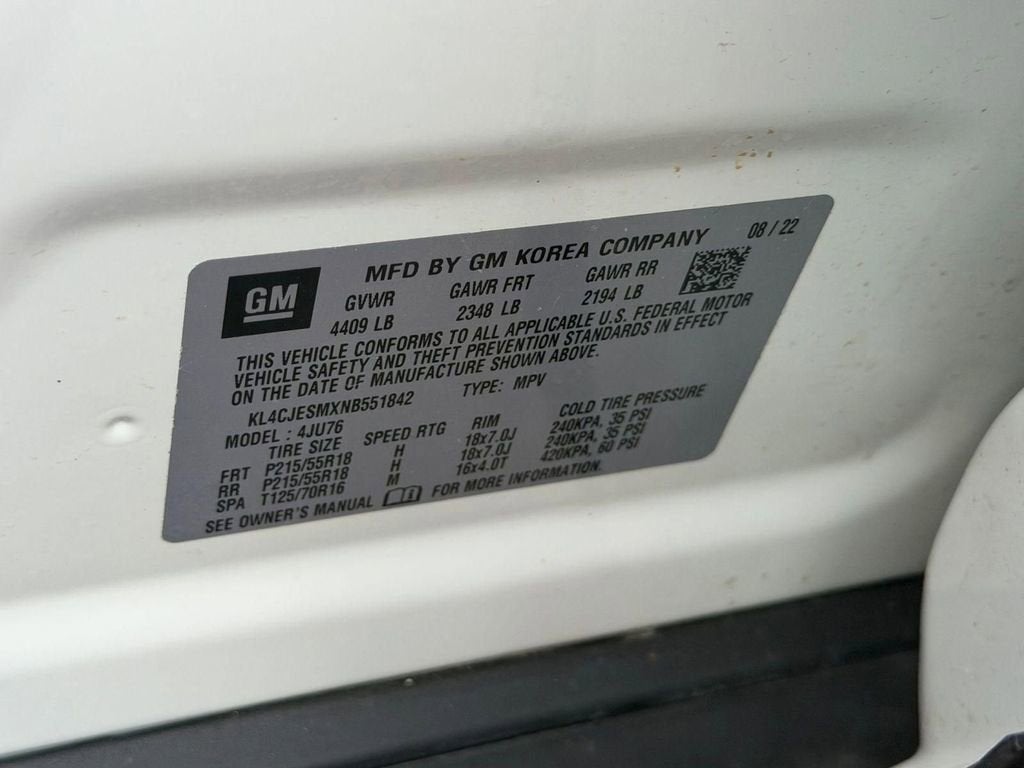 MFD BY GM KOREA COMPANY 08 / 22
GM GVWR GAWR FRT GAWR RR
4409 LB 2348 LB 2194 LB
THIS VEHICLE CONFORMS TO ALL APPLICABLE U.S. FEDERAL MOTOR
VEHICLE SAFETY AND THEFT PREVENTION STANDARDS IN EFFECT
ON THE DATE OF MANUFACTURE SHOWN ABOVE.
KL4CJESMXNB551842 TYPE: MPV
MODEL : 4JU76
TIRE SIZE SPEED RTG RIM COLD TIRE PRESSURE
FRT P215/55R18 H 18x7.0J 240KPA, 35 PSI
RR P215/55R18 H 18x7.0J 240KPA, 35 PSI
SPA T125/70R16 M 16x4.0T 420KPA, 60 PSI
SEE OWNER'S MANUAL FOR MORE INFORMATION.